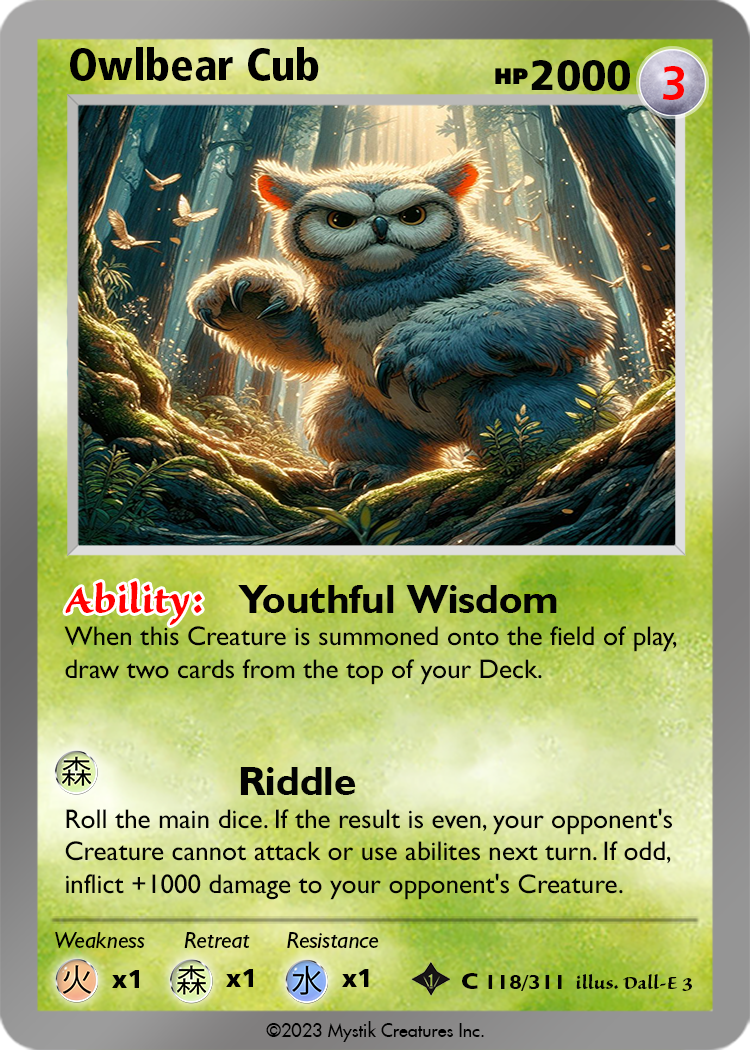 Owlbear Cub HP2000 3
Ability: Youthful Wisdom
When this Creature is summoned onto the field of play,
draw two cards from the top of your Deck.
森 Riddle
Roll the main dice. If the result is even, your opponent's
Creature cannot attack or use abilites next turn. If odd,
inflict +1000 damage to your opponent's Creature.
Weakness Retreat Resistance
火 x1 森 x1 水 x1 1 C 118/311 illus. Dall-E 3
©2023 Mystik Creatures Inc.